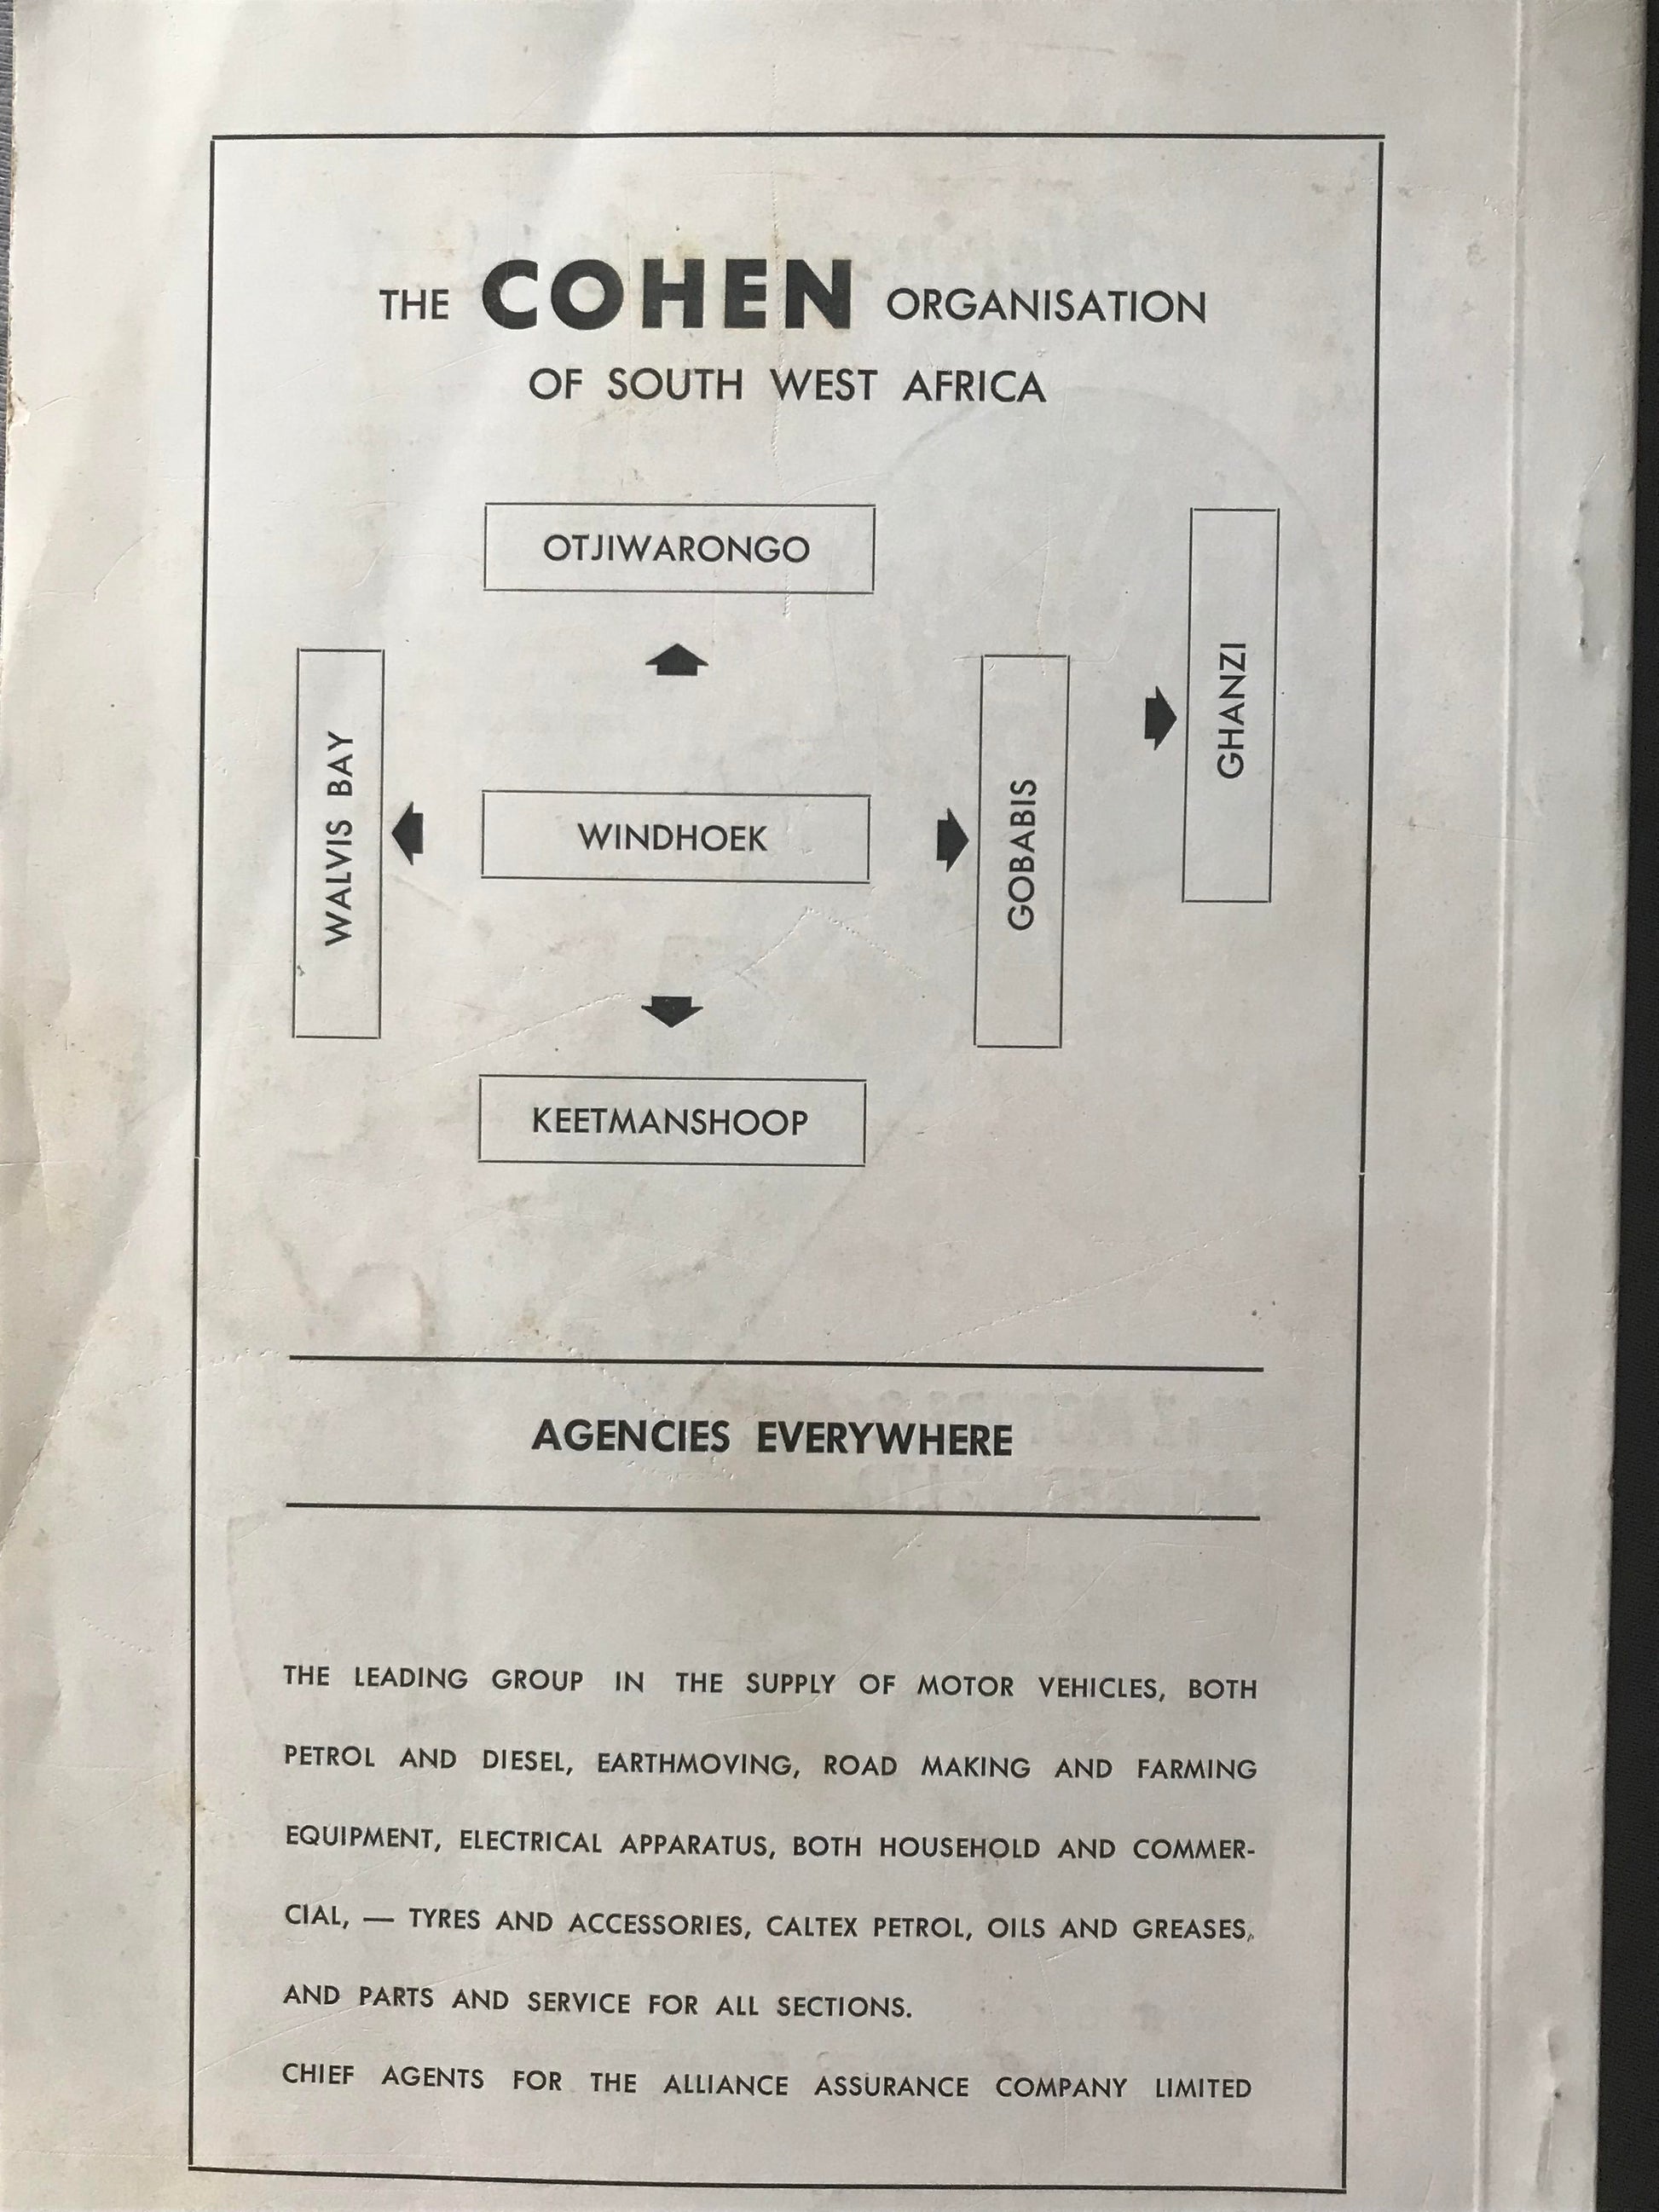 THE COHEN ORGANISATION
OF SOUTH WEST AFRICA
OTJIWARONGO
WALVIS BAY
WINDHOEK
GOBABIS
GHANZI
KEETMANSHOOP
AGENCIES EVERYWHERE
THE LEADING GROUP IN THE SUPPLY OF MOTOR VEHICLES, BOTH
PETROL AND DIESEL, EARTHMOVING, ROAD MAKING AND FARMING
EQUIPMENT, ELECTRICAL APPARATUS, BOTH HOUSEHOLD AND COMMER-
CIAL, — TYRES AND ACCESSORIES, CALTEX PETROL, OILS AND GREASES,
AND PARTS AND SERVICE FOR ALL SECTIONS.
CHIEF AGENTS FOR THE ALLIANCE ASSURANCE COMPANY LIMITED